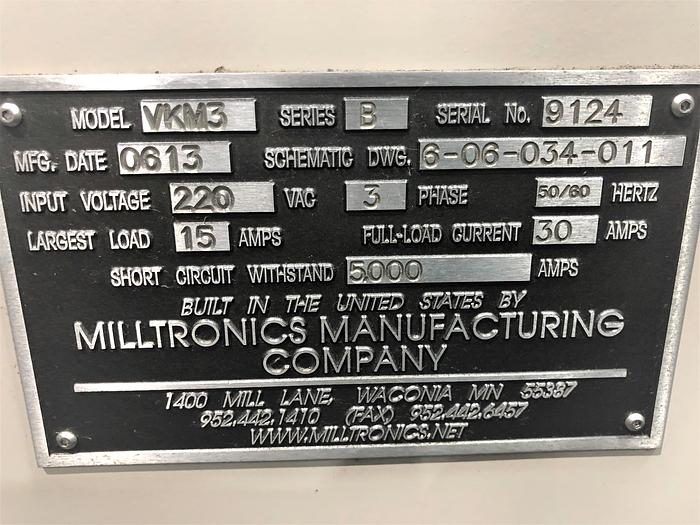 MODEL VKM3 SERIES B SERIAL No. 9124
MFG. DATE 0613 SCHEMATIC DWG. 6-06-034-011
INPUT VOLTAGE 220 VAC 3 PHASE 50/60 HERTZ
LARGEST LOAD 15 AMPS FULL-LOAD CURRENT 30 AMPS
SHORT CIRCUIT WITHSTAND 5000 AMPS
BUILT IN THE UNITED STATES BY
MILLTRONICS MANUFACTURING
COMPANY
1400 MILL LANE, WACONIA MN 55387
952.442.1410 (FAX) 952.442.6457
WWW.MILLTRONICS.NET